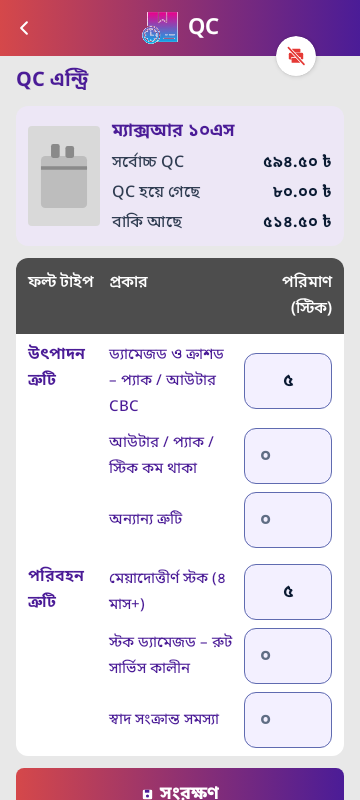 QC
QC এন্ট্রি
ম্যাক্সআর ১০এস
সর্বোচ্চ QC ৫৯৪.৫০ ৳
QC হয়ে গেছে ৮০.০০ ৳
বাকি আছে ৫১৪.৫০ ৳
ফল্ট টাইপ প্রকার পরিমাণ
(স্টিক)
উৎপাদন
ত্রুটি
ড্যামেজড ও ক্রাশড
– প্যাক / আউটার
CBC
৫
আউটার / প্যাক /
স্টিক কম থাকা
০
অন্যান্য ত্রুটি
০
পরিবহন
ত্রুটি
মেয়াদোত্তীর্ণ স্টক (৪
মাস+)
৫
স্টক ড্যামেজড – রুট
সার্ভিস কালীন
০
স্বাদ সংক্রান্ত সমস্যা
০
সংরক্ষণ